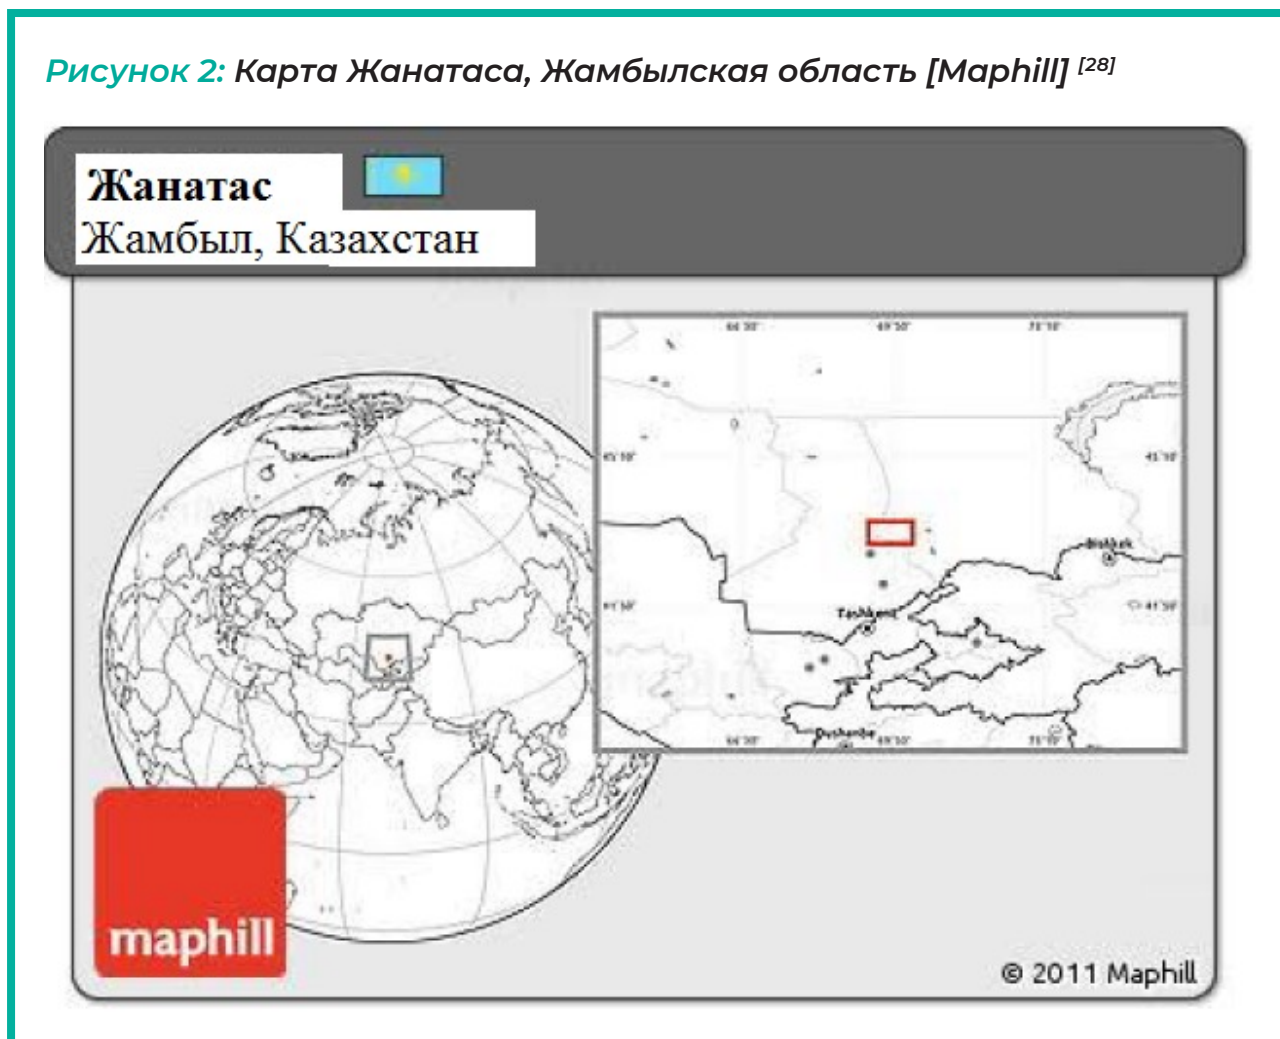 Рисунок 2: Карта Жанатаса, Жамбылская область [Maphill] [28]
Жанатас
Жамбыл, Казахстан
Bishkek
Tashkent
Dushanbe
maphill
© 2011 Maphill